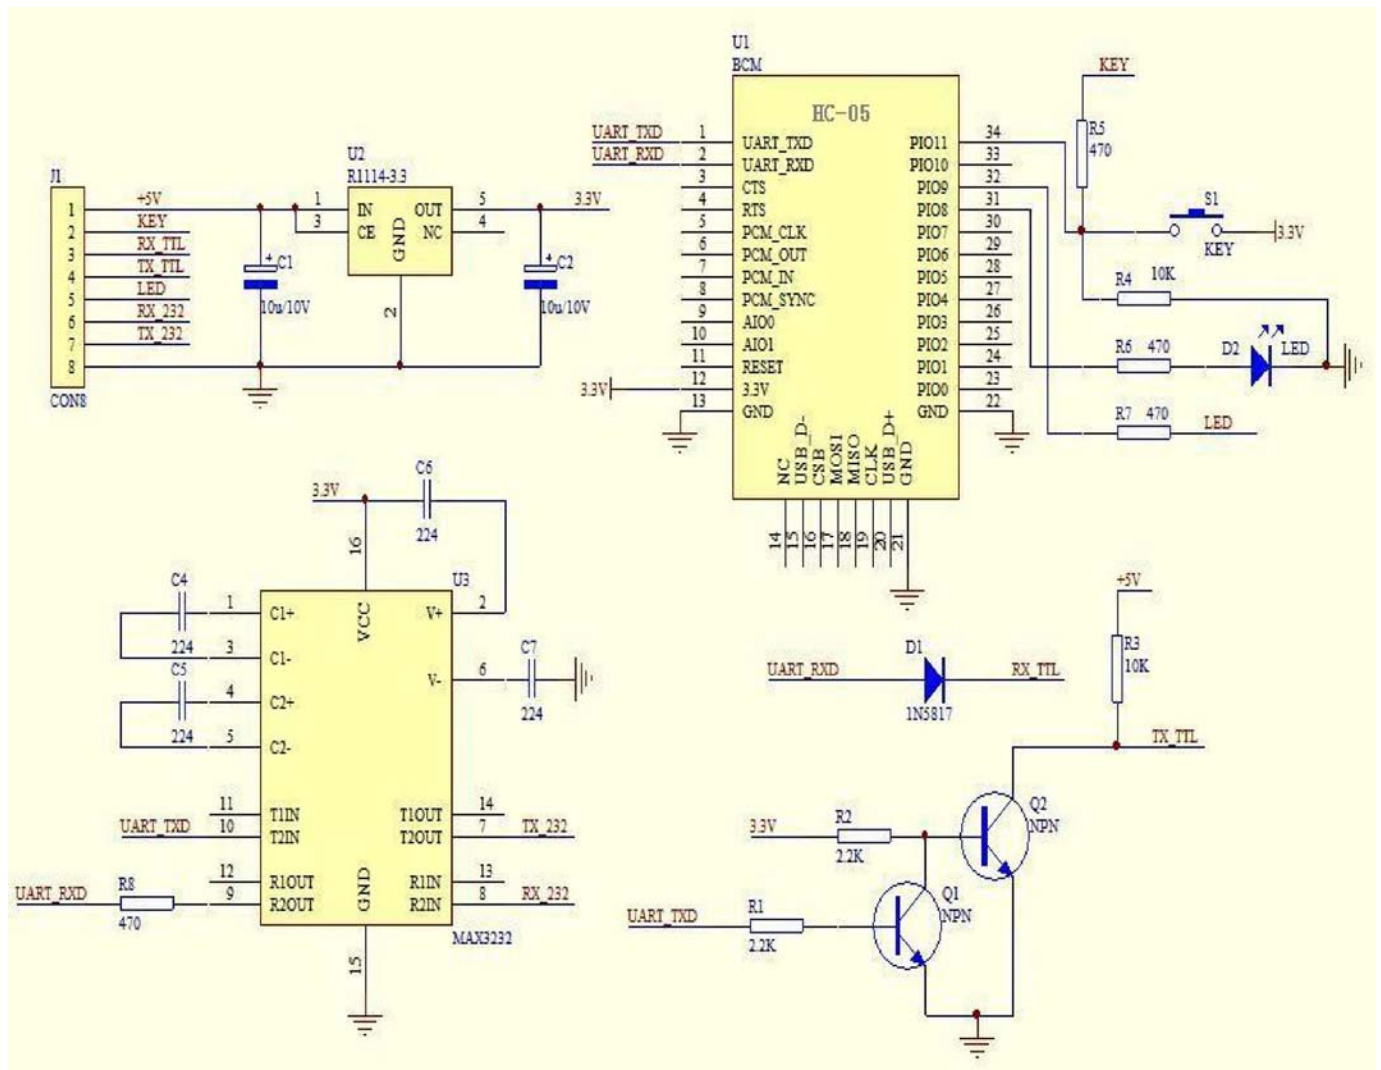 J1
+5V
1
KEY
2
RX_TTL
3
TX_TTL
4
LED
5
RX_232
6
TX_232
7
8
CON8
U2
R1114-3.3
1
IN
OUT
5
3.3V
3
CE
NC
4
GND
2
C1
+
10u/10V
C2
+
10u/10V
U1
BCM
HC-05
UART_TXD
1
UART_TXD
PIO11
34
UART_RXD
2
UART_RXD
PIO10
33
3
CTS
PIO9
32
4
RTS
PIO8
31
5
PCM_CLK
PIO7
30
6
PCM_OUT
PIO6
29
7
PCM_IN
PIO5
28
8
PCM_SYNC
PIO4
27
9
AIO0
PIO3
26
10
AIO1
PIO2
25
11
RESET
PIO1
24
3.3V
12
3.3V
PIO0
23
13
GND
GND
22
NC
USB_D-
CSB
MOSI
MISO
CLK
USB_D+
GND
14
15
16
17
18
19
20
21
KEY
R5
470
S1
KEY
3.3V
R4
10K
R6
470
D2
LED
R7
470
LED
3.3V
C6
224
16
U3
C4
224
1
C1+
VCC
V+
2
3
C1-
C5
224
4
C2+
V-
6
C7
224
5
C2-
11
T1IN
T1OUT
14
UART_TXD
10
T2IN
T2OUT
7
TX_232
12
R1OUT
GND
R1IN
13
UART_RXD
R8
470
9
R2OUT
R2IN
8
RX_232
MAX3232
15
UART_RXD
D1
1N5817
RX_TTL
+5V
R3
10K
TX_TTL
3.3V
R2
2.2K
Q2
NPN
UART_TXD
R1
2.2K
Q1
NPN